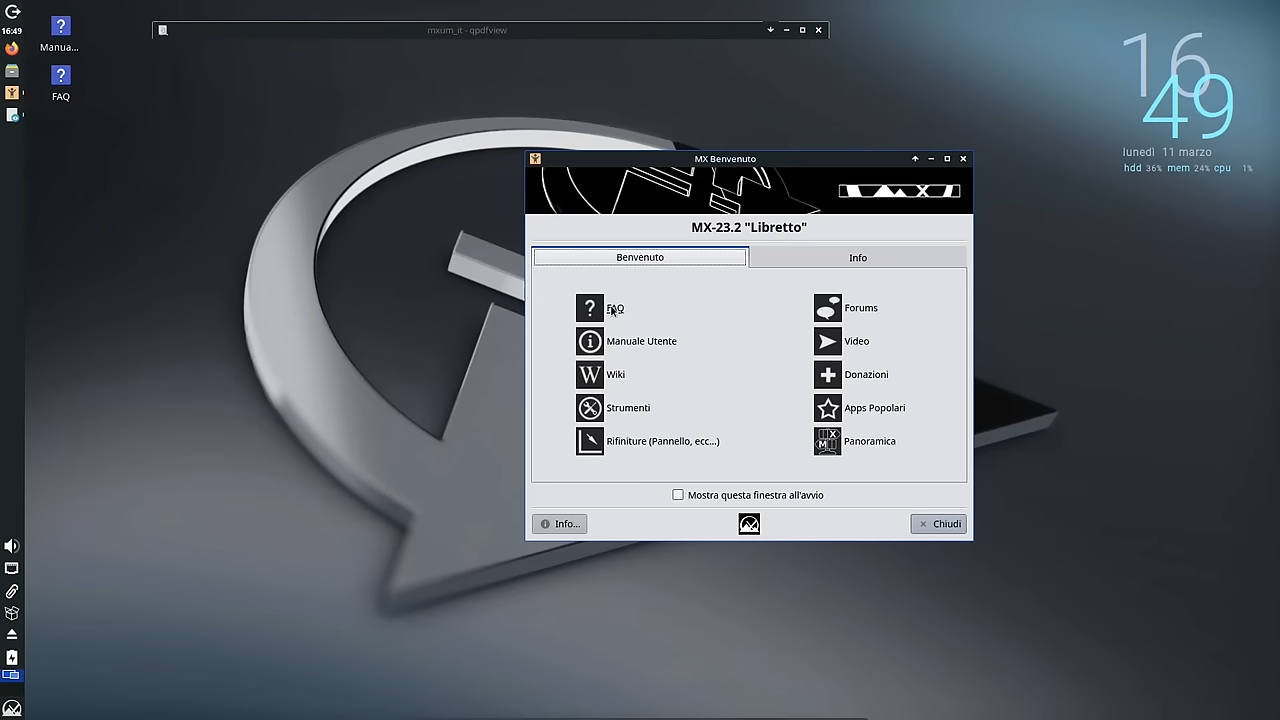 16:49
Manua...
FAQ
mxum_it - qpdfview
16
49
lunedì 11 marzo
hdd 36% mem 24% cpu 1%
MX Benvenuto
MX
MX-23.2 "Libretto"
Benvenuto
Info
FAQ
Forums
Manuale Utente
Video
Wiki
Donazioni
Strumenti
Apps Popolari
Rifiniture (Pannello, ecc...)
Panoramica
Mostra questa finestra all'avvio
Info...
Chiudi